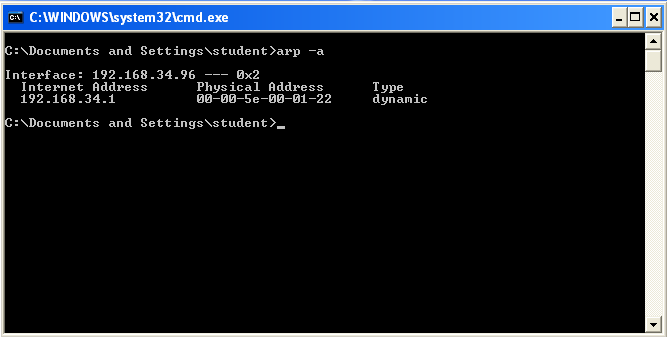 C:\WINDOWS\system32\cmd.exe
C:\Documents and Settings\student>arp -a
Interface: 192.168.34.96 --- 0x2
Internet Address Physical Address Type
192.168.34.1 00-00-5e-00-01-22 dynamic
C:\Documents and Settings\student>_